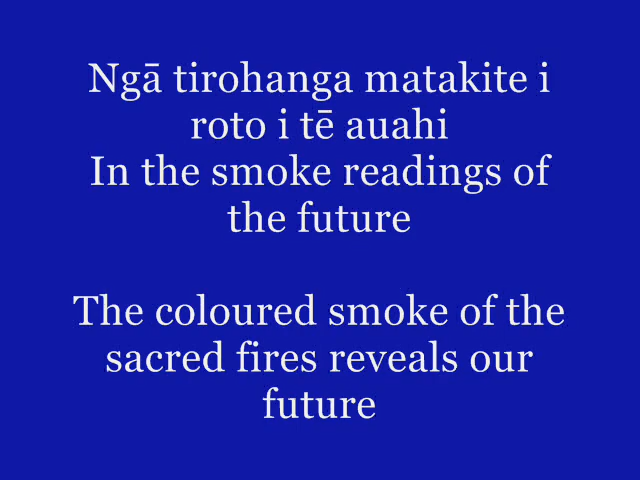 Ngā tirohanga matakite i
roto i tē auahi
In the smoke readings of
the future
The coloured smoke of the
sacred fires reveals our
future